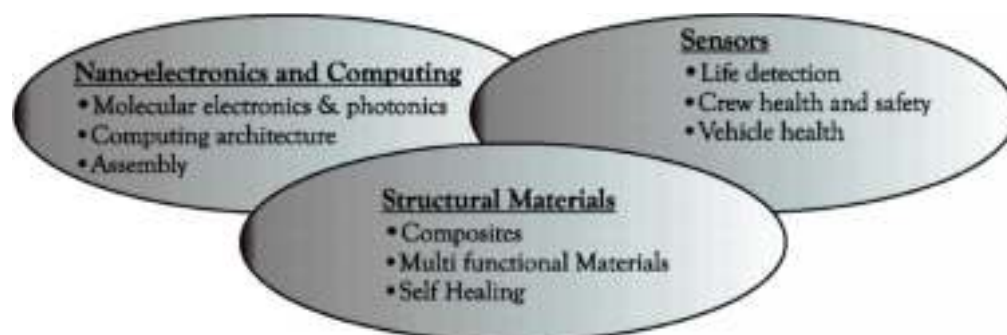 Nano-electronics and Computing
•Molecular electronics & photonics
•Computing architecture
•Assembly
Sensors
•Life detection
•Crew health and safety
•Vehicle health
Structural Materials
•Composites
•Multi functional Materials
•Self Healing